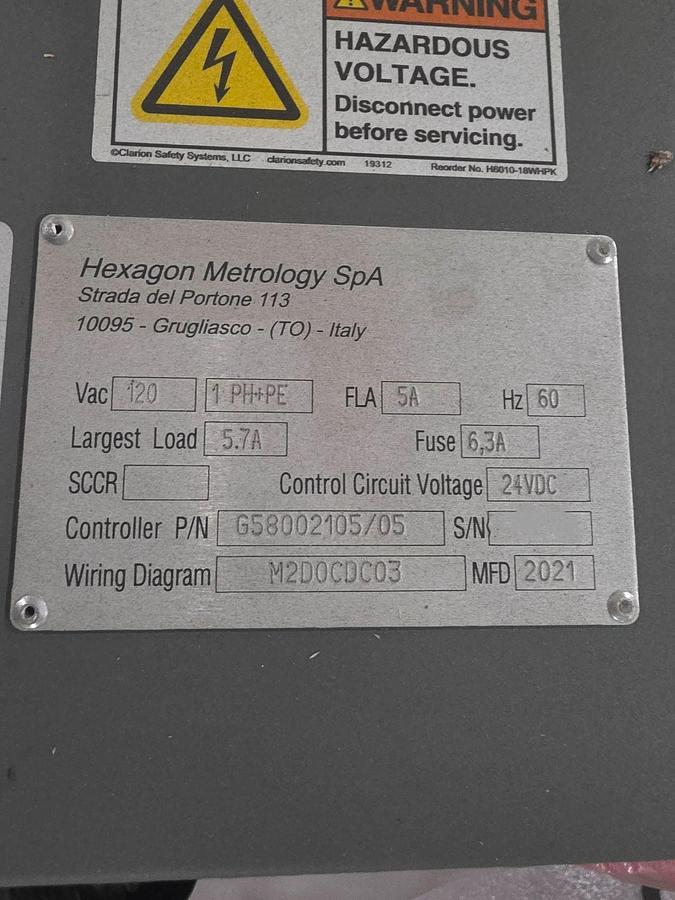 WARNING
HAZARDOUS
VOLTAGE.
Disconnect power
before servicing.
©Clarion Safety Systems, LLC clarionsafety.com 19312 Reorder No. H6010-18WHPK
Hexagon Metrology SpA
Strada del Portone 113
10095 - Grugliasco - (TO) - Italy
Vac 120 1 PH+PE FLA 5A Hz 60
Largest Load 5.7A Fuse 6,3A
SCCR Control Circuit Voltage 24VDC
Controller P/N G58002105/05 S/N
Wiring Diagram M2D0CDC03 MFD 2021